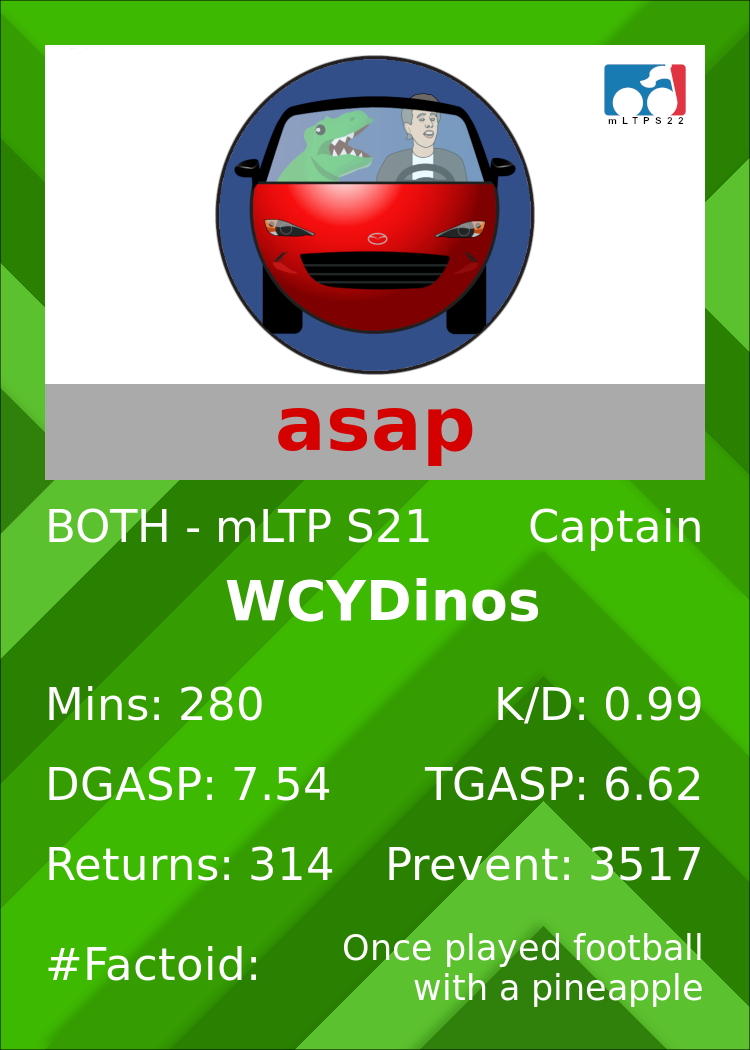 mLTPS22
asap
BOTH - mLTP S21 Captain
WCYDinos
Mins: 280 K/D: 0.99
DGASP: 7.54 TGASP: 6.62
Returns: 314 Prevent: 3517
#Factoid: Once played football
with a pineapple